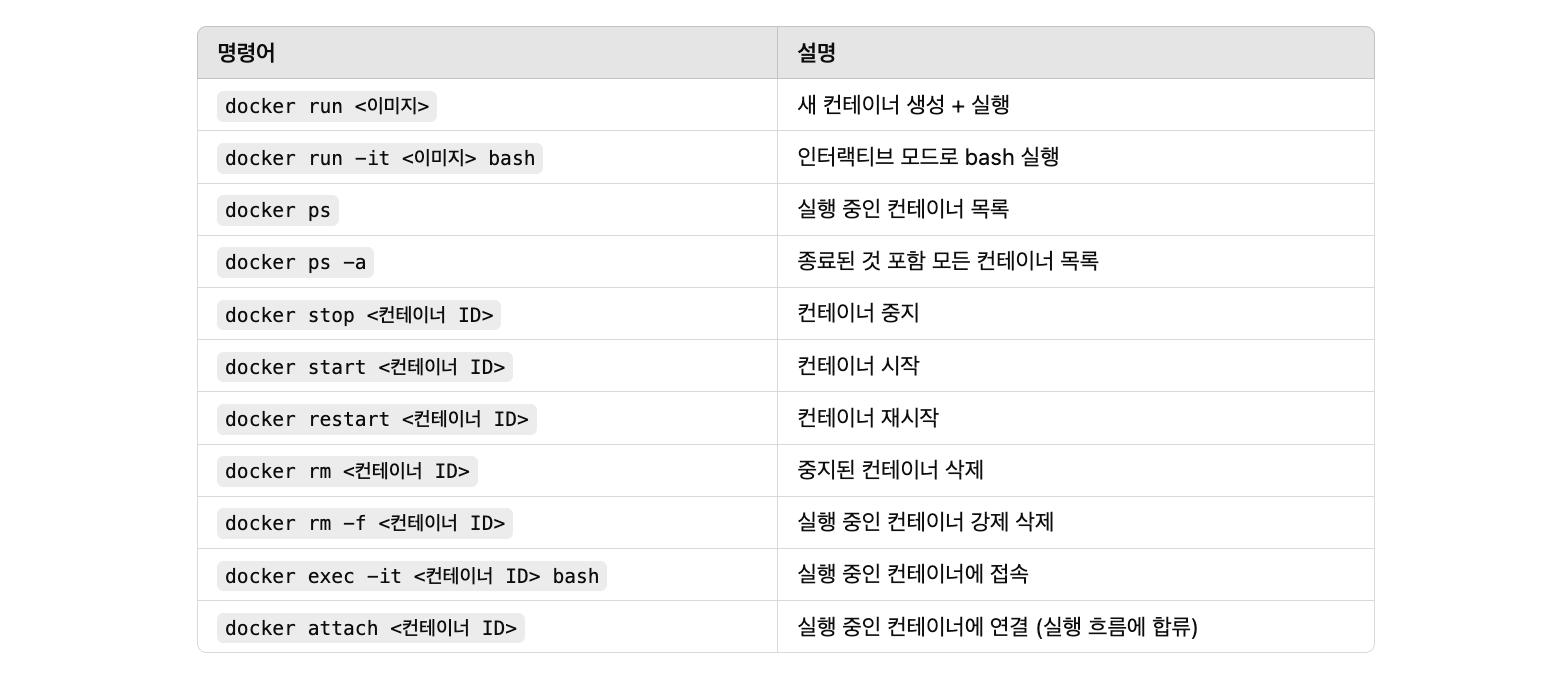 명령어 설명
docker run <이미지> 새 컨테이너 생성 + 실행
docker run -it <이미지> bash 인터랙티브 모드로 bash 실행
docker ps 실행 중인 컨테이너 목록
docker ps -a 종료된 것 포함 모든 컨테이너 목록
docker stop <컨테이너 ID> 컨테이너 중지
docker start <컨테이너 ID> 컨테이너 시작
docker restart <컨테이너 ID> 컨테이너 재시작
docker rm <컨테이너 ID> 중지된 컨테이너 삭제
docker rm -f <컨테이너 ID> 실행 중인 컨테이너 강제 삭제
docker exec -it <컨테이너 ID> bash 실행 중인 컨테이너에 접속
docker attach <컨테이너 ID> 실행 중인 컨테이너에 연결 (실행 흐름에 합류)